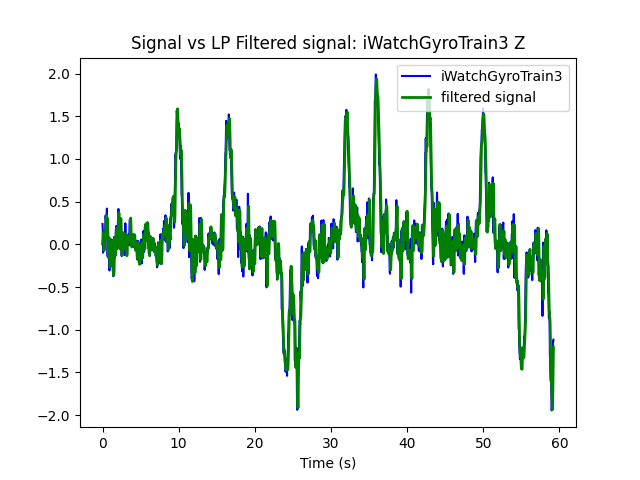 Signal vs LP Filtered signal: iWatchGyroTrain3 Z
iWatchGyroTrain3
filtered signal
2.0
1.5
1.0
0.5
0.0
−0.5
−1.0
−1.5
−2.0
0 10 20 30 40 50 60
Time (s)